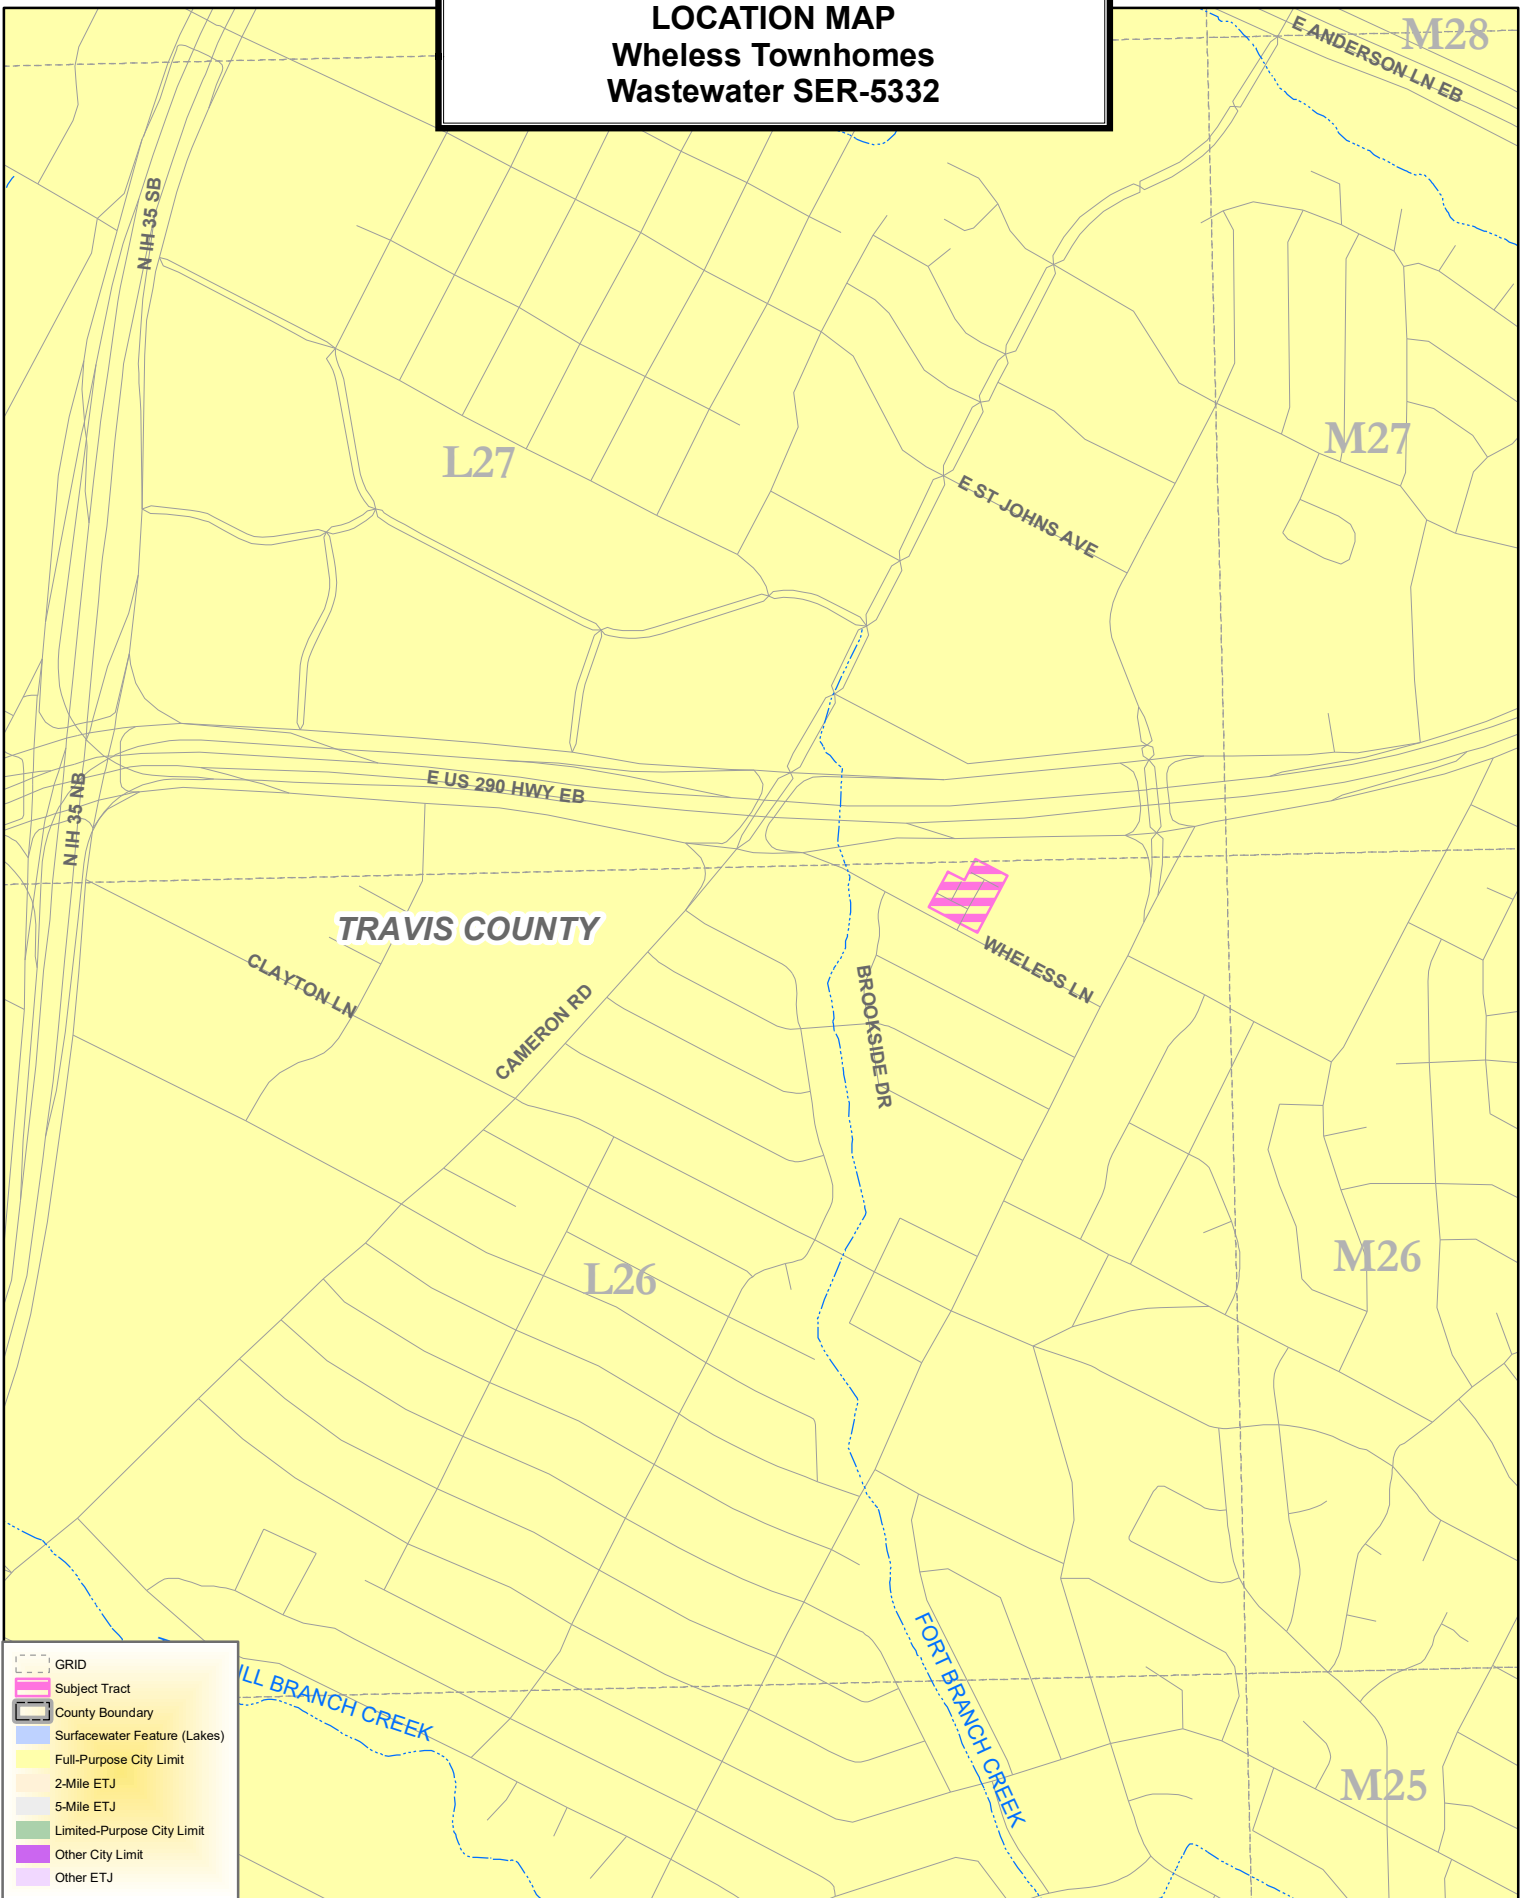 LOCATION MAP
Wheless Townhomes
Wastewater SER-5332
M28
E ANDERSON LN EB
N IH 35 SB
L27
M27
E ST JOHNS AVE
E US 290 HWY EB
N IH 35 NB
TRAVIS COUNTY
WHELESS LN
CLAYTON LN
CAMERON RD
BROOKSIDE DR
L26
M26
FORT BRANCH CREEK
ILL BRANCH CREEK
M25
GRID
Subject Tract
County Boundary
Surfacewater Feature (Lakes)
Full-Purpose City Limit
2-Mile ETJ
5-Mile ETJ
Limited-Purpose City Limit
Other City Limit
Other ETJ